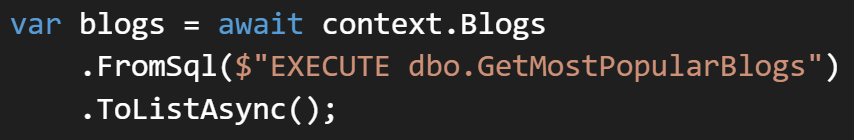 var blogs = await context.Blogs
    .FromSql($"EXECUTE dbo.GetMostPopularBlogs")
    .ToListAsync();